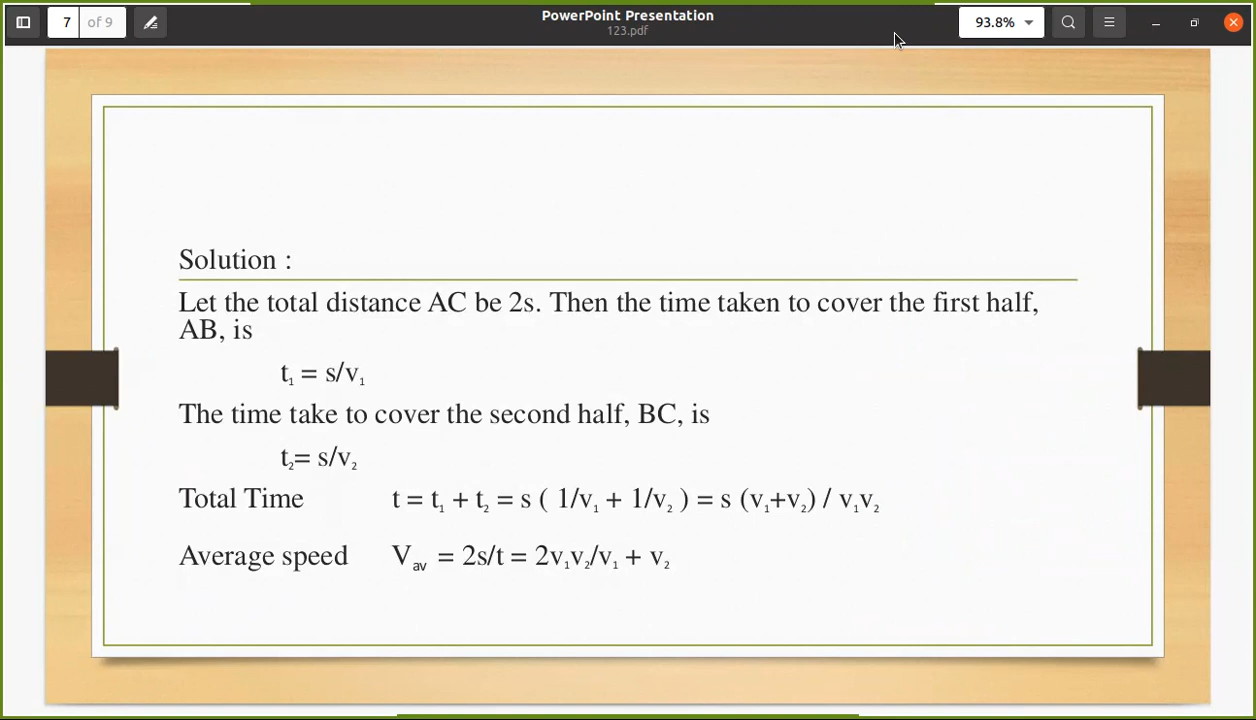 7 of 9
PowerPoint Presentation
123.pdf
93.8%
Solution :
Let the total distance AC be 2s. Then the time taken to cover the first half,
AB, is
t₁ = s/v₁
The time take to cover the second half, BC, is
t₂= s/v₂
Total Time t = t₁ + t₂ = s ( 1/v₁ + 1/v₂ ) = s (v₁+v₂) / v₁v₂
Average speed Vav = 2s/t = 2v₁v₂/v₁ + v₂